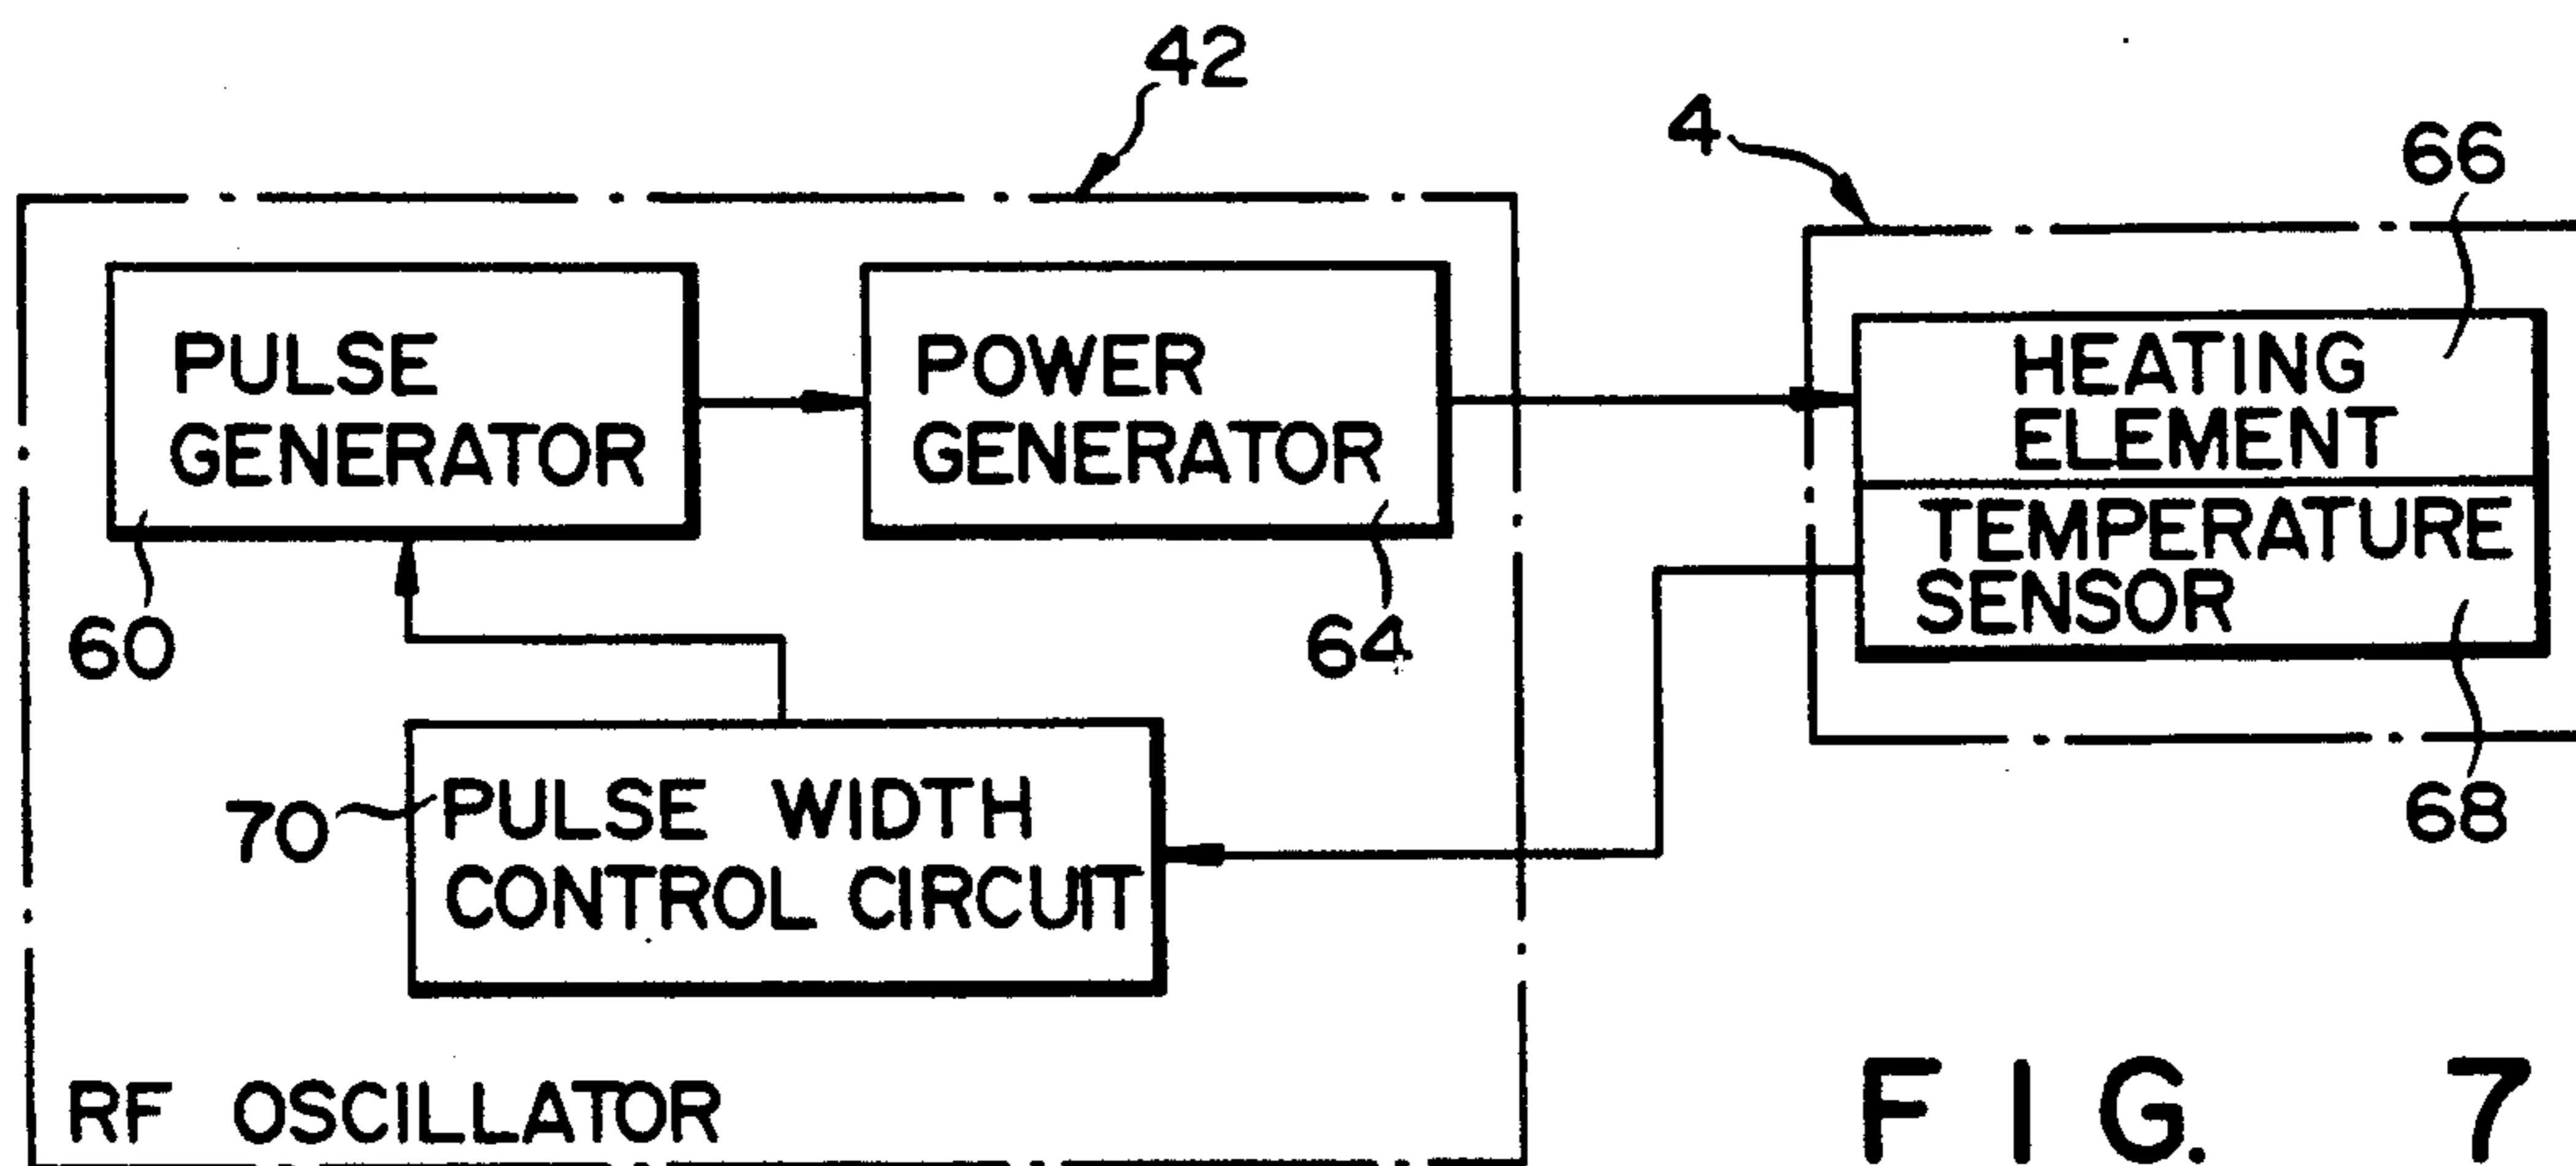 42
4
66
PULSE
GENERATOR
POWER
GENERATOR
HEATING
ELEMENT
TEMPERATURE
SENSOR
60
64
68
70
PULSE WIDTH
CONTROL CIRCUIT
RF OSCILLATOR
FIG. 7